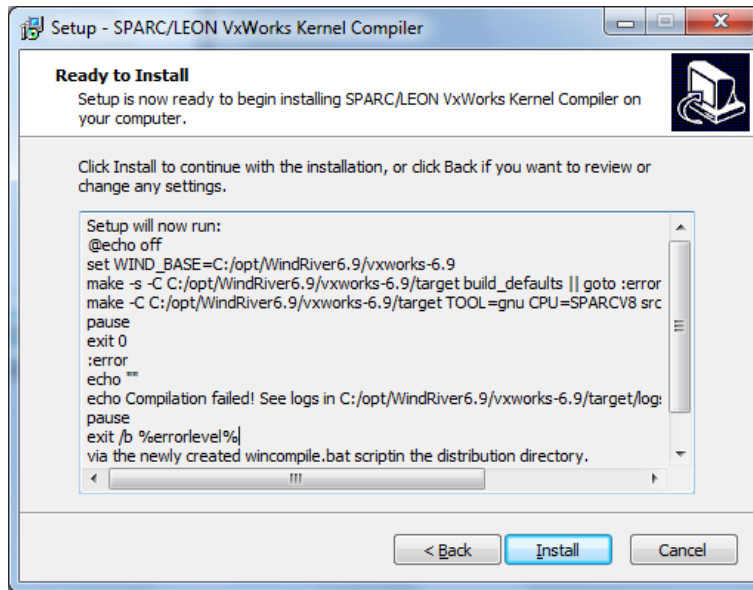 Setup - SPARC/LEON VxWorks Kernel Compiler
Ready to Install
Setup is now ready to begin installing SPARC/LEON VxWorks Kernel Compiler on
your computer.
Click Install to continue with the installation, or click Back if you want to review or
change any settings.
Setup will now run:
@echo off
set WIND_BASE=C:/opt/WindRiver6.9/vxworks-6.9
make -s -C C:/opt/WindRiver6.9/vxworks-6.9/target build_defaults || goto :error
make -C C:/opt/WindRiver6.9/vxworks-6.9/target TOOL=gnu CPU=SPARCV8 src
pause
exit 0
:error
echo ""
echo Compilation failed! See logs in C:/opt/WindRiver6.9/vxworks-6.9/target/log
pause
exit /b %errorlevel%
via the newly created wincompile.bat scriptin the distribution directory.
< Back
Install
Cancel